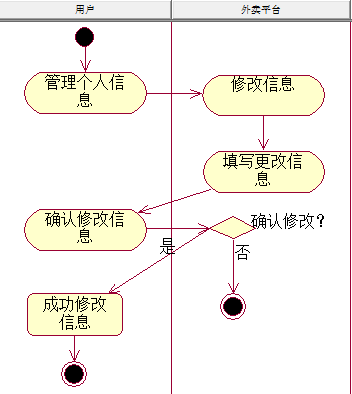 用户
外卖平台
管理个人信
息
修改信息
填写更改信
息
确认修改信
息
确认修改?
是
否
成功修改
信息